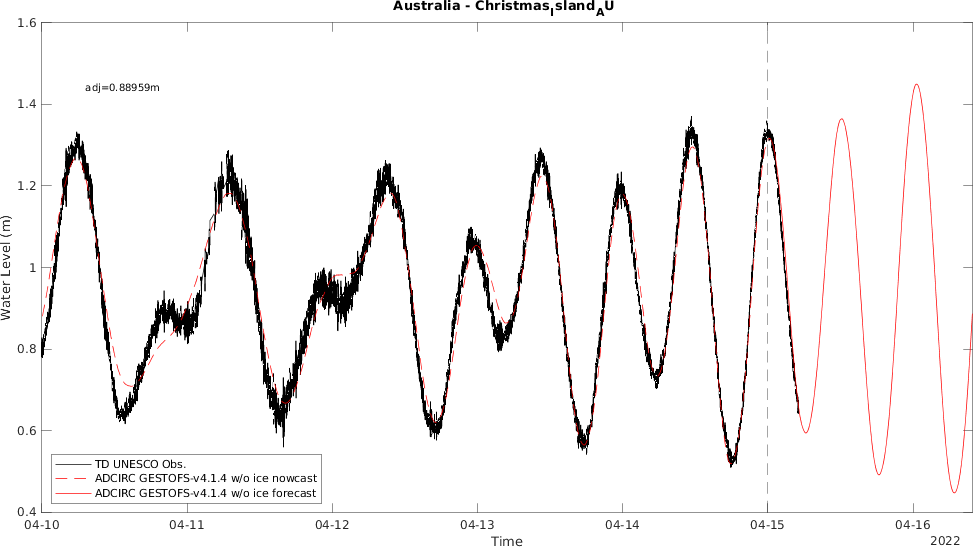 Australia - Christmas_Island_AU
1.6
1.4
1.2
1
0.8
0.6
0.4
Water Level (m)
adj=0.88959m
TD UNESCO Obs.
ADCIRC GESTOFS-v4.1.4 w/o ice nowcast
ADCIRC GESTOFS-v4.1.4 w/o ice forecast
04-10 04-11 04-12 04-13 04-14 04-15 04-16
Time
2022